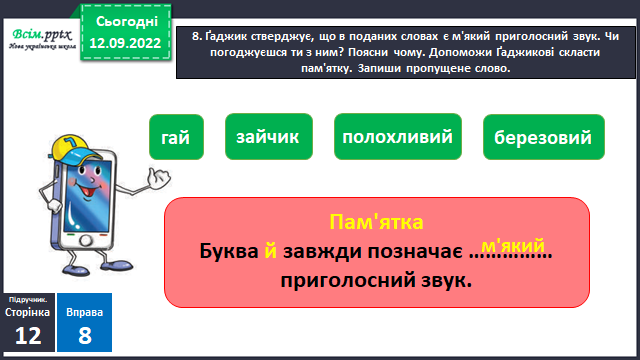 Всім.pptx
Нова українська школа
Сьогодні
12.09.2022
8. Ґаджик стверджує, що в поданих словах є м'який приголосний звук. Чи
погоджуєшся ти з ним? Поясни чому. Допоможи Ґаджикові скласти
пам'ятку. Запиши пропущене слово.
гай
зайчик
полохливий
березовий
Пам'ятка
Буква й завжди позначає м'який……………
приголосний звук.
Підручник.
Сторінка
12
Вправа
8